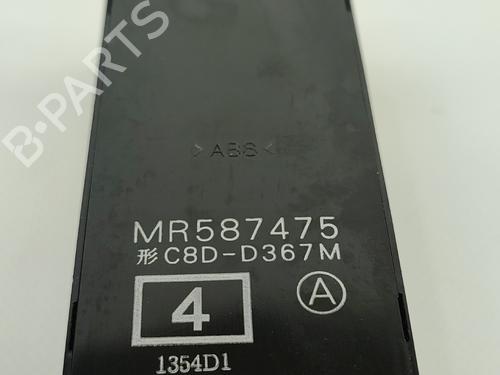 B-PARTS
>ABS<
MR587475
形 C8D-D367M
4 A
1354D1